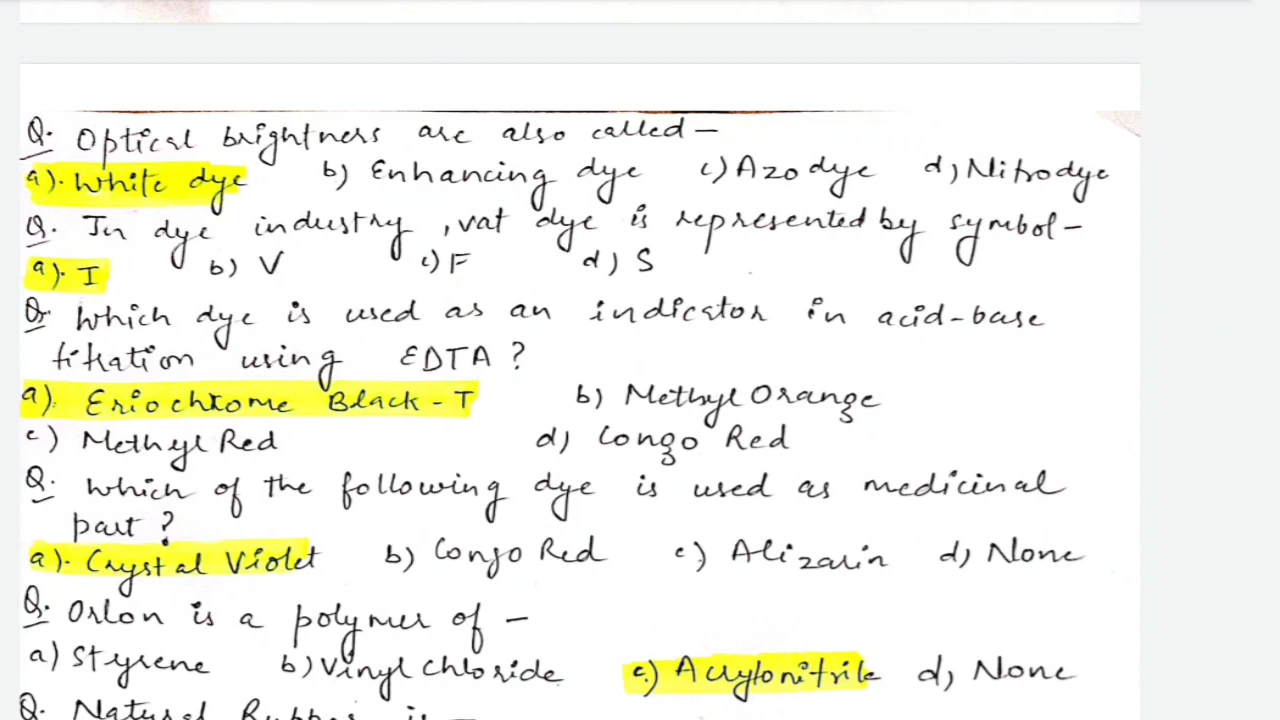 Q. Optical brightness are also called -
a). White dye b) Enhancing dye c) Azo dye d) Nitrodye
Q. In dye industry, vat dye is represented by symbol -
a). I b) V c) F d) S
Q. Which dye is used as an indicator in acid-base
titration using EDTA ?
a). Eriochrome Black - T b) Methyl Orange
c) Methyl Red d) Congo Red
Q. Which of the following dye is used as medicinal
part ?
a). Crystal Violet b) Congo Red c) Alizarin d) None
Q. Orlon is a polymer of -
a) Styrene b) Vinyl chloride c) Acrylonitrile d) None
Q. Natural Rubber is -